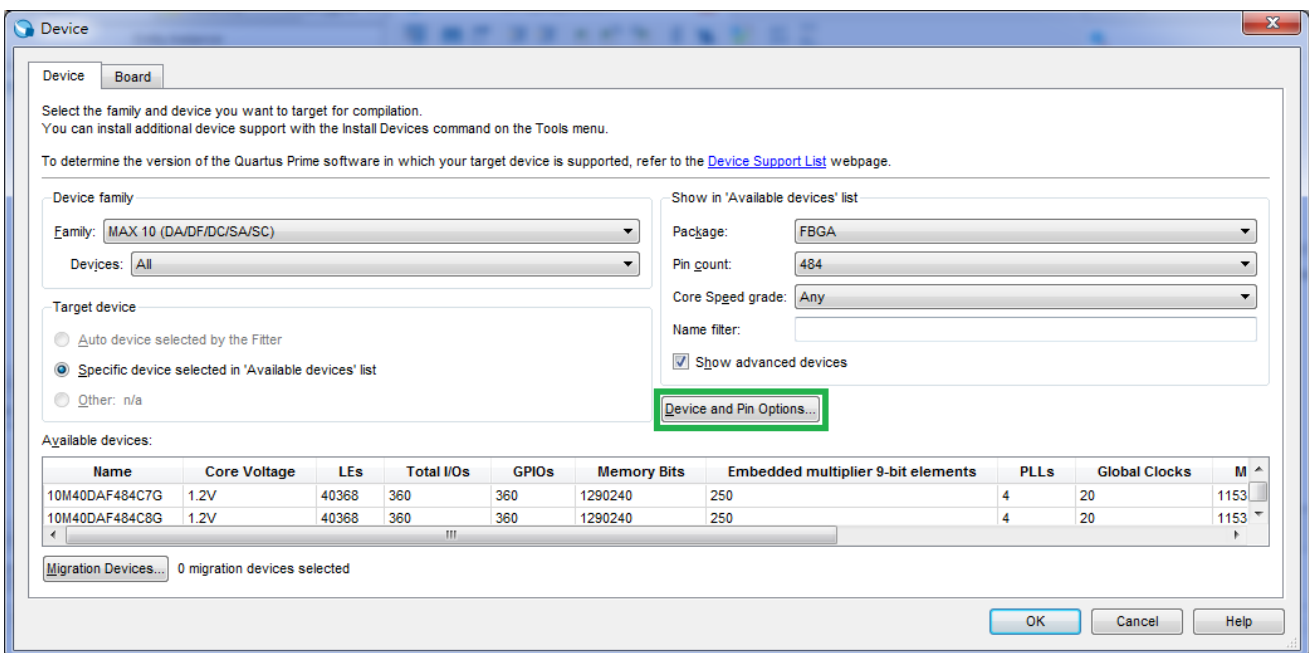 Device
Device Board
Select the family and device you want to target for compilation.
You can install additional device support with the Install Devices command on the Tools menu.
To determine the version of the Quartus Prime software in which your target device is supported, refer to the Device Support List webpage.
Device family
Family: MAX 10 (DA/DF/DC/SA/SC)
Devices: All
Target device
Auto device selected by the Fitter
Specific device selected in 'Available devices' list
Other: n/a
Show in 'Available devices' list
Package: FBGA
Pin count: 484
Core Speed grade: Any
Name filter:
Show advanced devices
Device and Pin Options...
Available devices:
Name Core Voltage LEs Total I/Os GPIOs Memory Bits Embedded multiplier 9-bit elements PLLs Global Clocks M
10M40DAF484C7G 1.2V 40368 360 360 1290240 250 4 20 1153
10M40DAF484C8G 1.2V 40368 360 360 1290240 250 4 20 1153
Migration Devices... 0 migration devices selected
OK Cancel Help